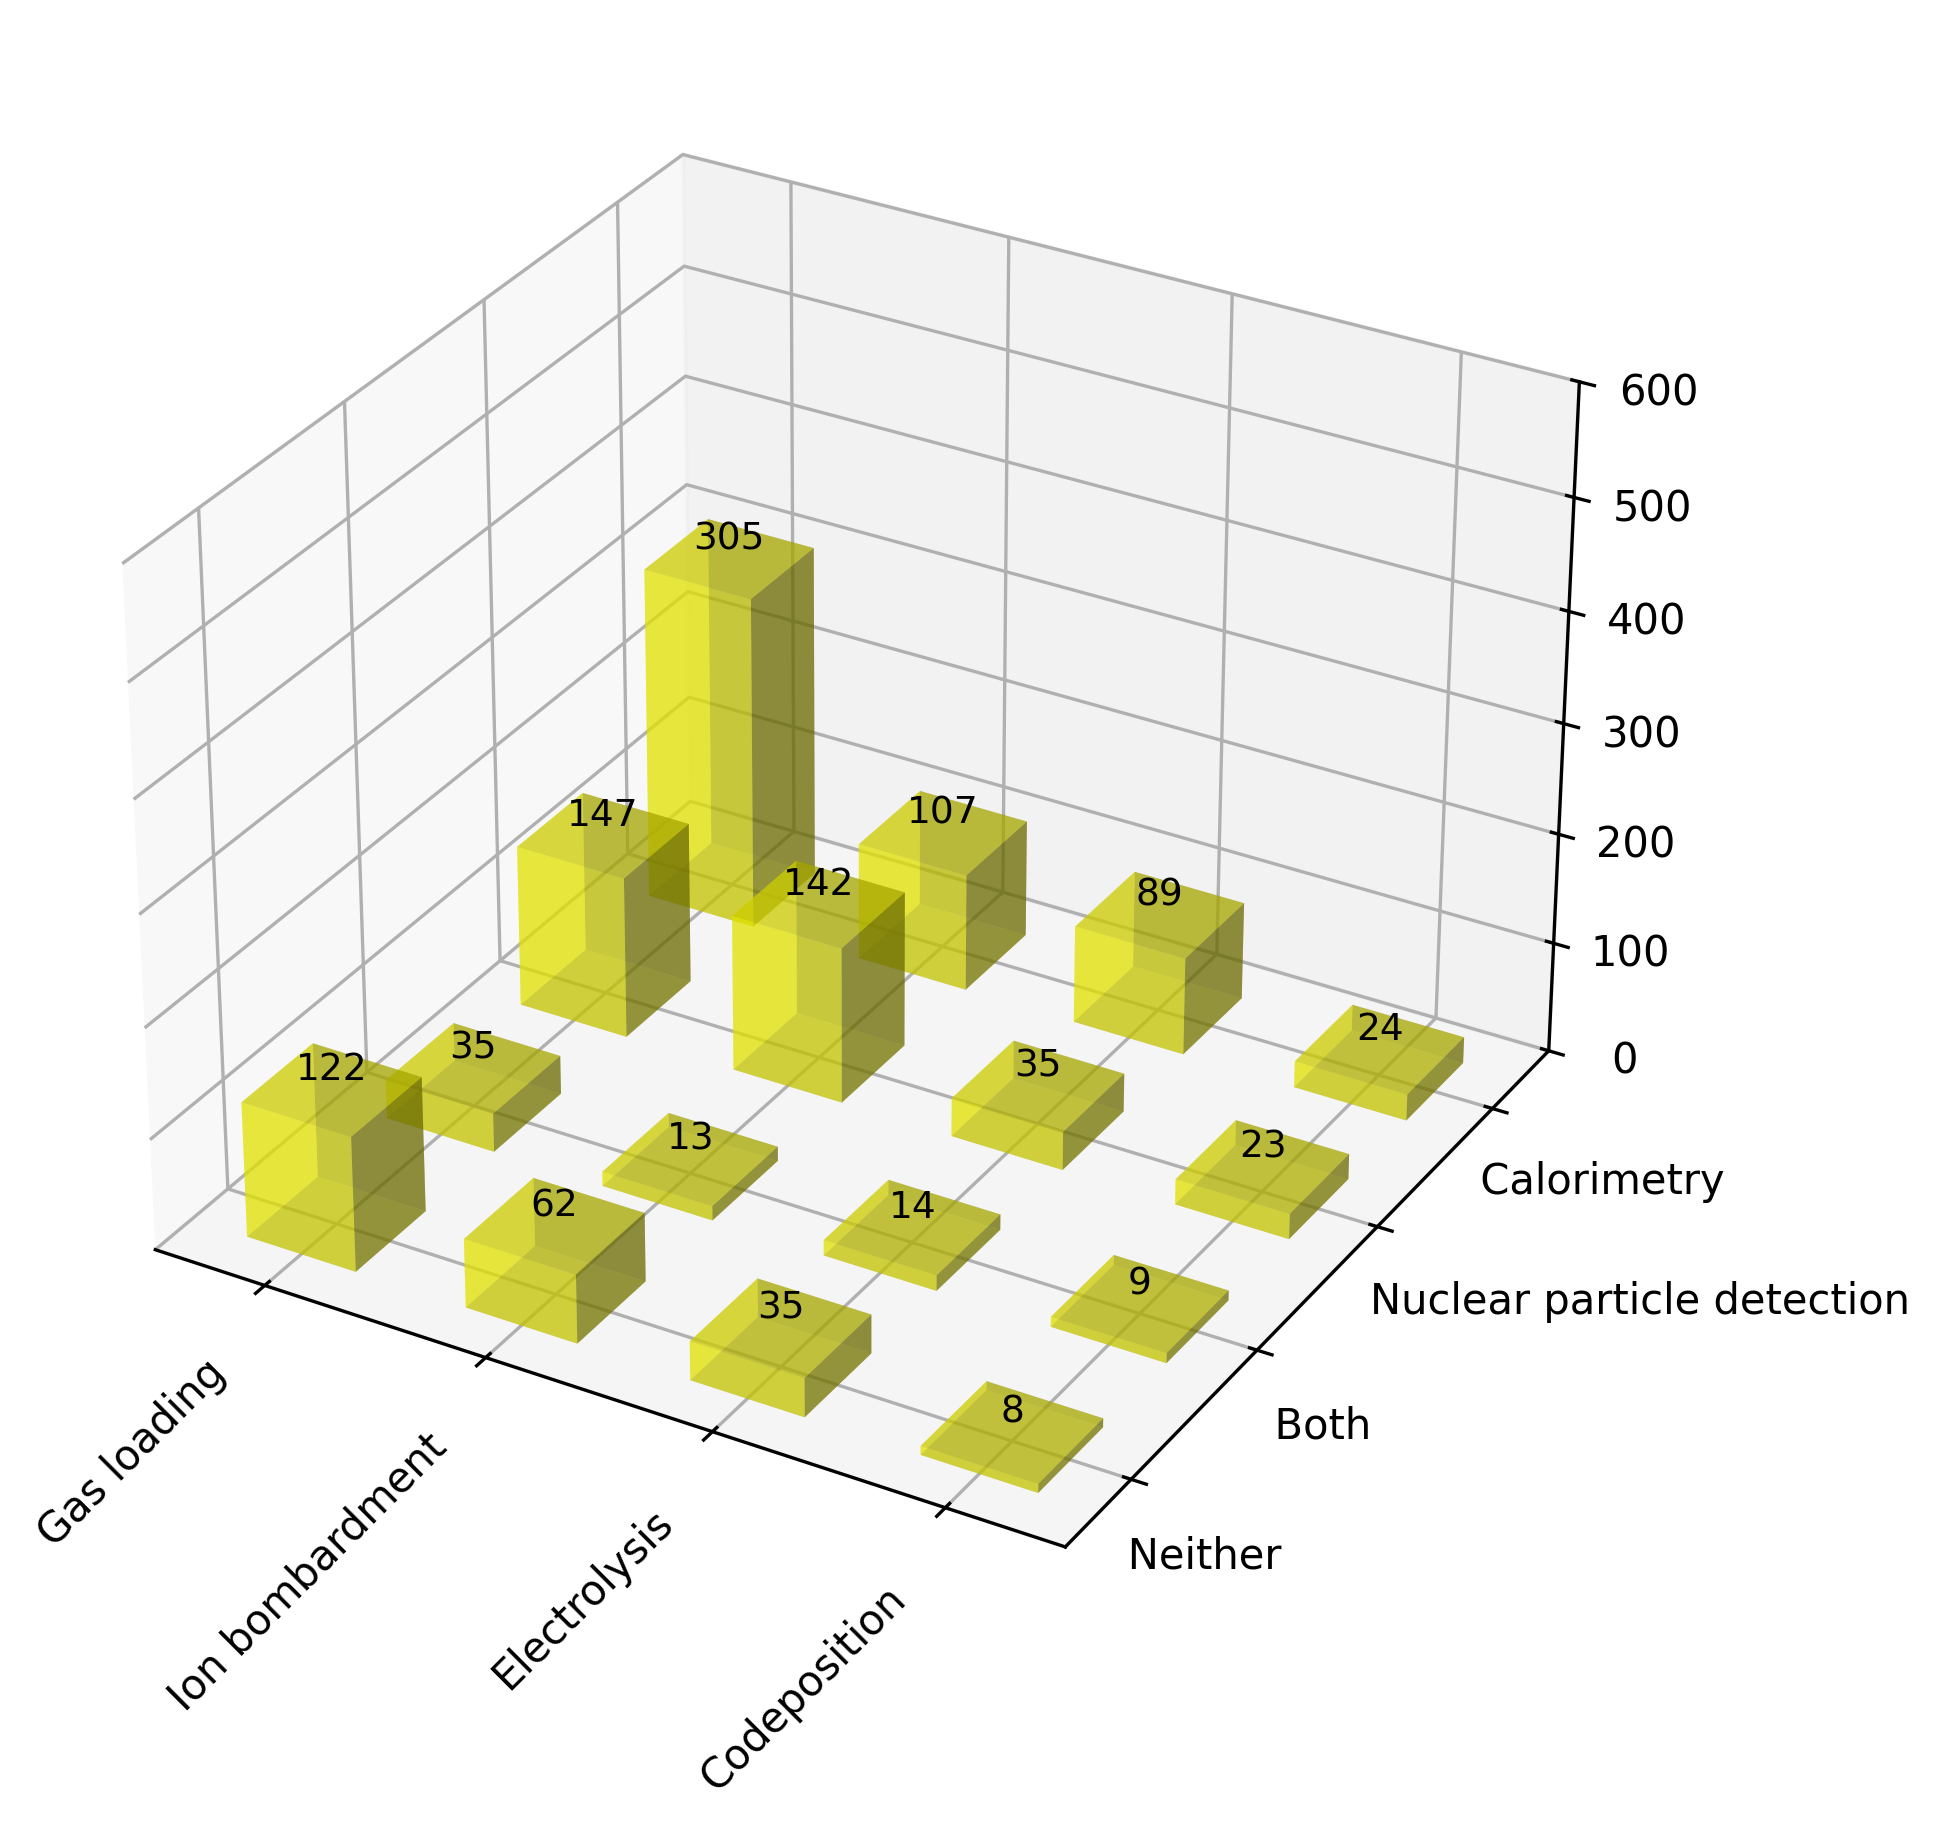 600
500
400
300
200
100
0
305
147
107
142
89
24
35
122
35
13
23
62
14
9
35
8
Calorimetry
Nuclear particle detection
Both
Neither
Gas loading
Ion bombardment
Electrolysis
Codeposition